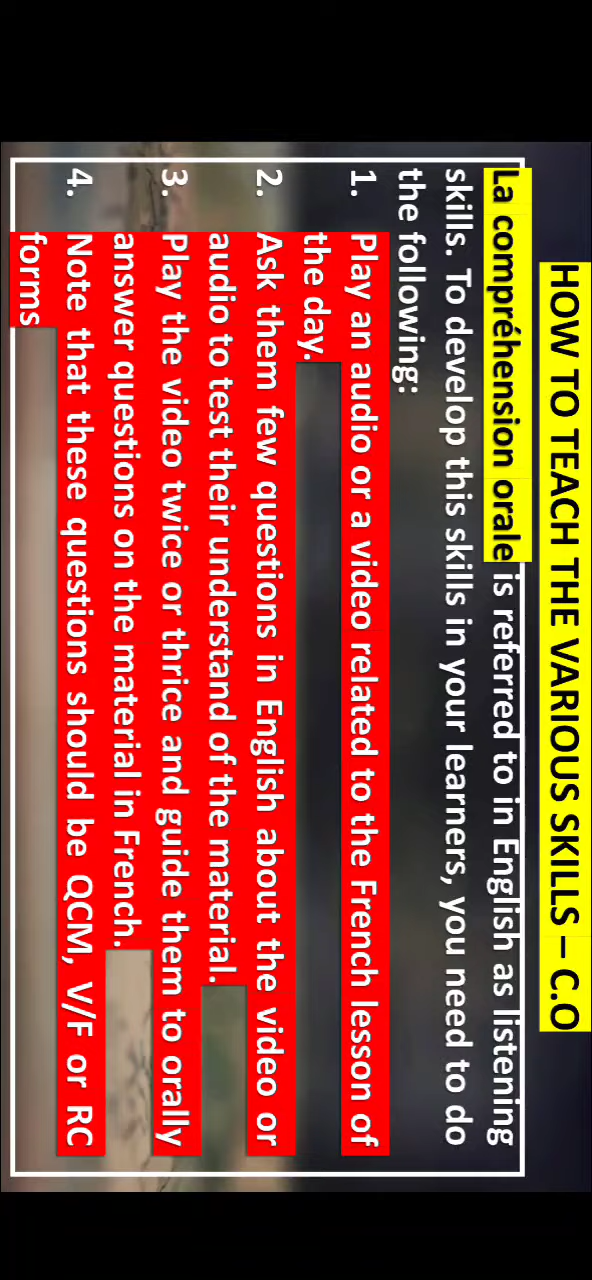 HOW TO TEACH THE VARIOUS SKILLS – C.O
La compréhension orale is referred to in English as listening
skills. To develop this skills in your learners, you need to do
the following:
1. Play an audio or a video related to the French lesson of
the day.
2. Ask them few questions in English about the video or
audio to test their understand of the material.
3. Play the video twice or thrice and guide them to orally
answer questions on the material in French.
4. Note that these questions should be QCM, V/F or RC
forms